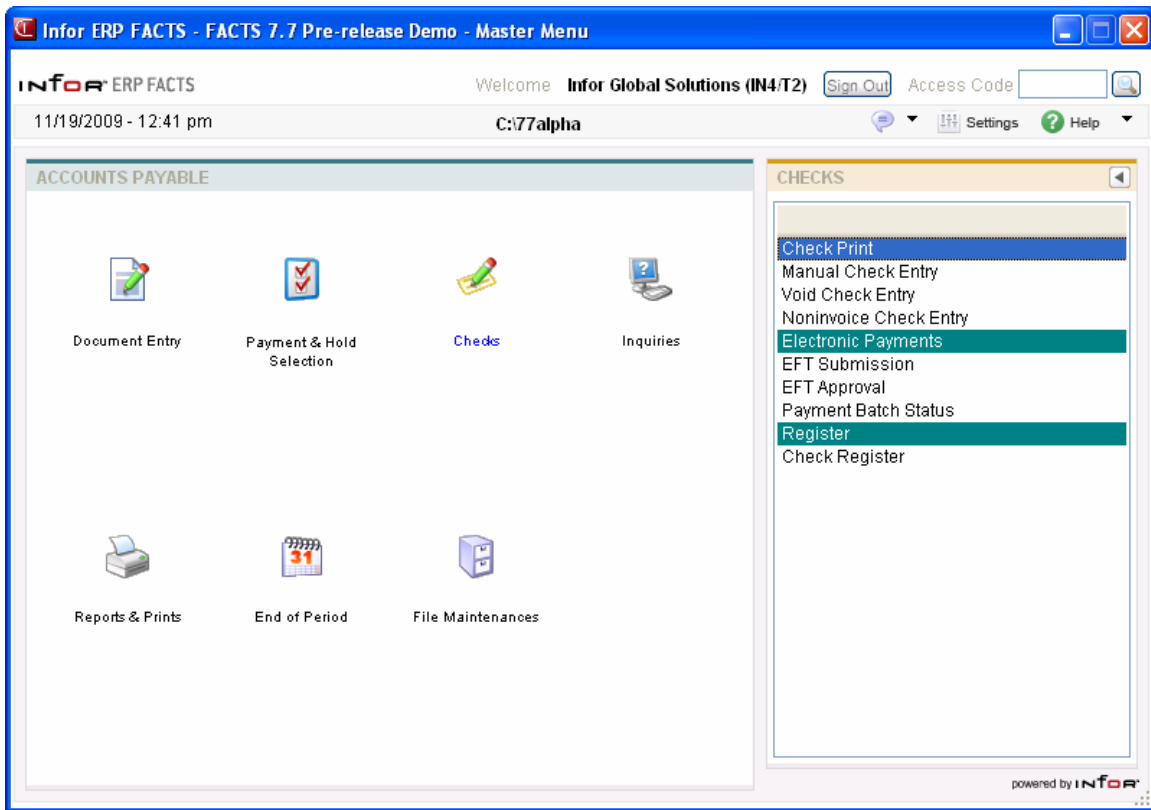 Infor ERP FACTS - FACTS 7.7 Pre-release Demo - Master Menu
infor ERP FACTS
Welcome Infor Global Solutions (IN4/T2) Sign Out Access Code
11/19/2009 - 12:41 pm C:\77alpha Settings Help
ACCOUNTS PAYABLE
Document Entry
Payment & Hold
Selection
Checks
Inquiries
31
Reports & Prints
End of Period
File Maintenances
CHECKS
Check Print
Manual Check Entry
Void Check Entry
Noninvoice Check Entry
Electronic Payments
EFT Submission
EFT Approval
Payment Batch Status
Register
Check Register
powered by infor